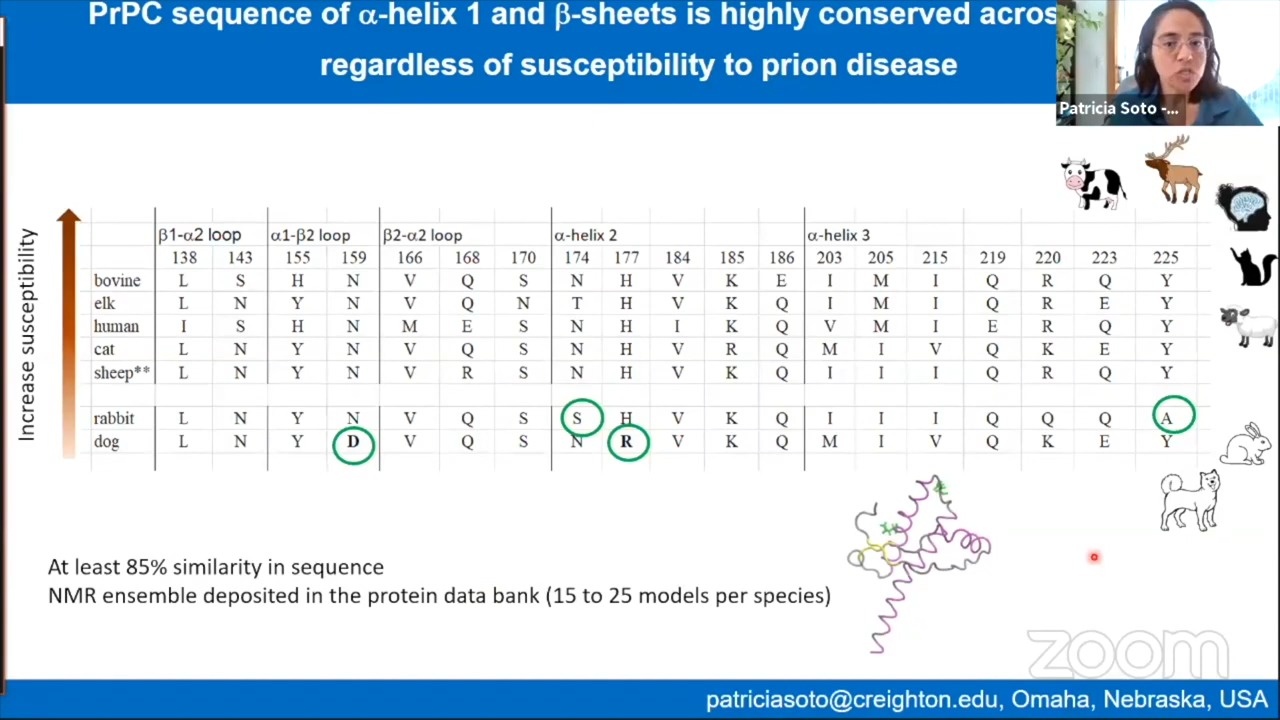 PrPC sequence of α-helix 1 and β-sheets is highly conserved acros
regardless of susceptibility to prion disease
Patricia Soto -...
Increase susceptibility
β1-α2 loop α1-β2 loop β2-α2 loop α-helix 2 α-helix 3
138 143 155 159 166 168 170 174 177 184 185 186 203 205 215 219 220 223 225
bovine L S H N V Q S N H V K E I M I Q R Q Y
elk L N Y N V Q N T H V K Q I M I Q R E Y
human I S H N M E S N H I K Q V M I E R Q Y
cat L N Y N V Q S N H V R Q M I V Q K E Y
sheep** L N Y N V R S N H V K Q I I I Q R Q Y
rabbit L N Y N V Q S S H V K Q I I I Q Q Q A
dog L N Y D V Q S N R V K Q M I V Q K E Y
At least 85% similarity in sequence
NMR ensemble deposited in the protein data bank (15 to 25 models per species)
zoom
patriciasoto@creighton.edu, Omaha, Nebraska, USA